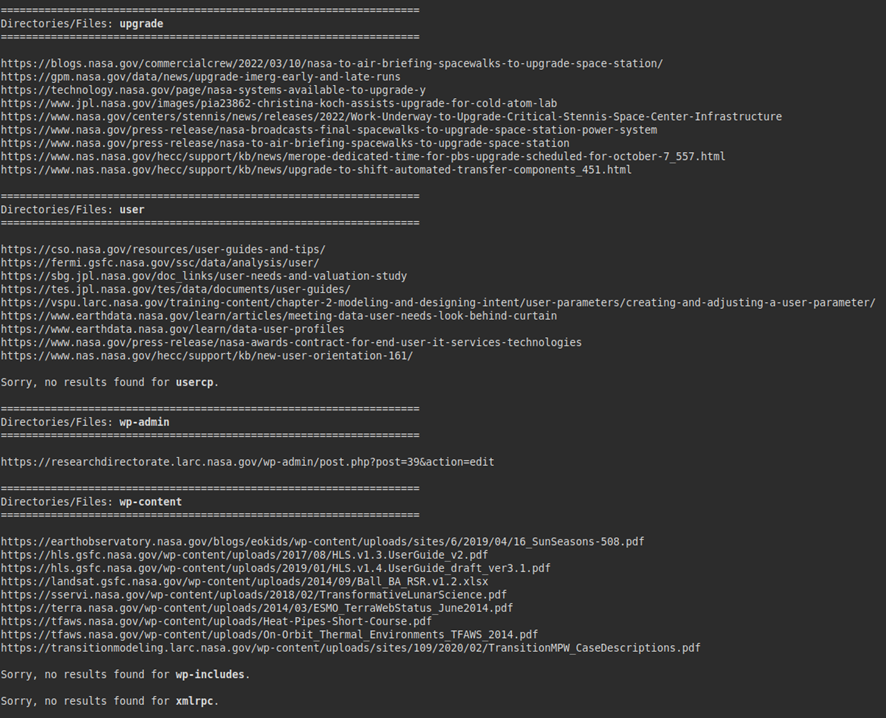 ===================================================================
Directories/Files: upgrade
===================================================================
https://blogs.nasa.gov/commercialcrew/2022/03/10/nasa-to-air-briefing-spacewalks-to-upgrade-space-station/
https://gpm.nasa.gov/data/news/upgrade-imerg-early-and-late-runs
https://technology.nasa.gov/page/nasa-systems-available-to-upgrade-y
https://www.jpl.nasa.gov/images/pia23862-christina-koch-assists-upgrade-for-cold-atom-lab
https://www.nasa.gov/centers/stennis/news/releases/2022/Work-Underway-to-Upgrade-Critical-Stennis-Space-Center-Infrastructure
https://www.nasa.gov/press-release/nasa-broadcasts-final-spacewalks-to-upgrade-space-station-power-system
https://www.nasa.gov/press-release/nasa-to-air-briefing-spacewalks-to-upgrade-space-station
https://www.nas.nasa.gov/hecc/support/kb/news/merope-dedicated-time-for-pbs-upgrade-scheduled-for-october-7_557.html
https://www.nas.nasa.gov/hecc/support/kb/news/upgrade-to-shift-automated-transfer-components_451.html
===================================================================
Directories/Files: user
===================================================================
https://cso.nasa.gov/resources/user-guides-and-tips/
https://fermi.gsfc.nasa.gov/ssc/data/analysis/user/
https://sbg.jpl.nasa.gov/doc_links/user-needs-and-valuation-study
https://tes.jpl.nasa.gov/tes/data/documents/user-guides/
https://vspu.larc.nasa.gov/training-content/chapter-2-modeling-and-designing-intent/user-parameters/creating-and-adjusting-a-user-parameter/
https://www.earthdata.nasa.gov/learn/articles/meeting-data-user-needs-look-behind-curtain
https://www.earthdata.nasa.gov/learn/data-user-profiles
https://www.nasa.gov/press-release/nasa-awards-contract-for-end-user-it-services-technologies
https://www.nas.nasa.gov/hecc/support/kb/new-user-orientation-161/
Sorry, no results found for usercp.
===================================================================
Directories/Files: wp-admin
===================================================================
https://researchdirectorate.larc.nasa.gov/wp-admin/post.php?post=39&action=edit
===================================================================
Directories/Files: wp-content
===================================================================
https://earthobservatory.nasa.gov/blogs/eokids/wp-content/uploads/sites/6/2019/04/16_SunSeasons-508.pdf
https://hls.gsfc.nasa.gov/wp-content/uploads/2017/08/HLS.v1.3.UserGuide_v2.pdf
https://hls.gsfc.nasa.gov/wp-content/uploads/2019/01/HLS.v1.4.UserGuide_draft_ver3.1.pdf
https://landsat.gsfc.nasa.gov/wp-content/uploads/2014/09/Ball_BA_RSR.v1.2.xlsx
https://sservi.nasa.gov/wp-content/uploads/2018/02/TransformativeLunarScience.pdf
https://terra.nasa.gov/wp-content/uploads/2014/03/ESMO_TerraWebStatus_June2014.pdf
https://tfaws.nasa.gov/wp-content/uploads/Heat-Pipes-Short-Course.pdf
https://tfaws.nasa.gov/wp-content/uploads/On-Orbit_Thermal_Environments_TFAWS_2014.pdf
https://transitionmodeling.larc.nasa.gov/wp-content/uploads/sites/109/2020/02/TransitionMPW_CaseDescriptions.pdf
Sorry, no results found for wp-includes.
Sorry, no results found for xmlrpc.